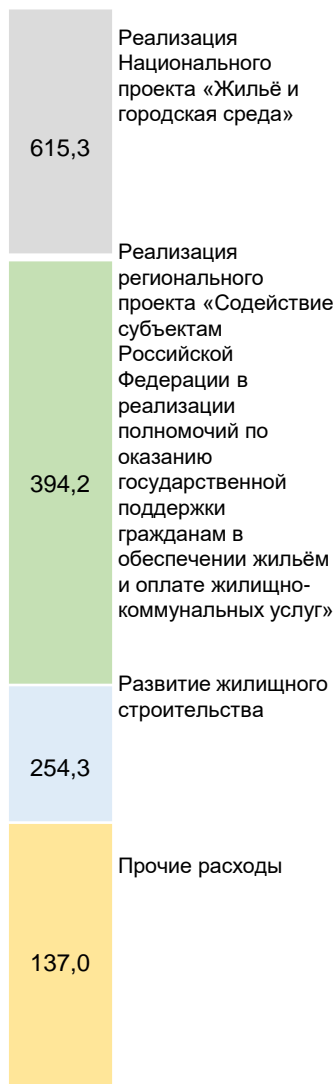 Реализация
Национального
проекта «Жильё и
городская среда»
615,3
Реализация
регионального
проекта «Содействие
субъектам
Российской
Федерации в
реализации
полномочий по
оказанию
государственной
поддержки
гражданам в
обеспечении жильём
и оплате жилищно-
коммунальных услуг»
394,2
Развитие жилищного
строительства
254,3
Прочие расходы
137,0